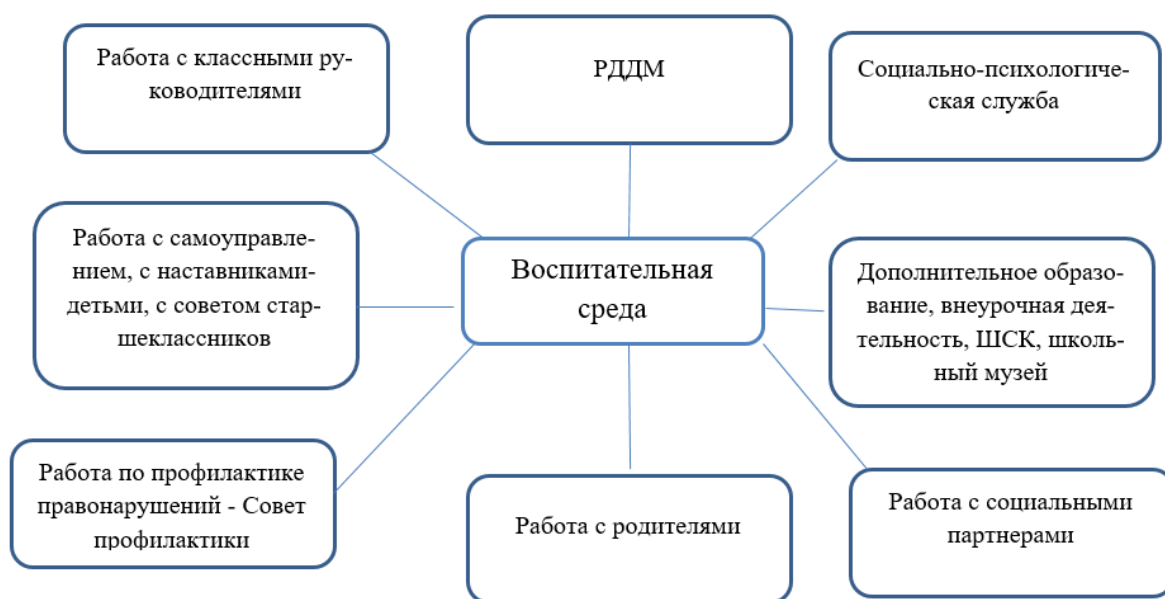 Работа с классными ру-
ководителями
РДДМ
Социально-психологиче-
ская служба
Работа с самоуправле-
нием, с наставниками-
детьми, с советом стар-
шеклассников
Воспитательная
среда
Дополнительное образо-
вание, внеурочная дея-
тельность, ШСК, школь-
ный музей
Работа по профилактике
правонарушений - Совет
профилактики
Работа с родителями
Работа с социальными
партнерами